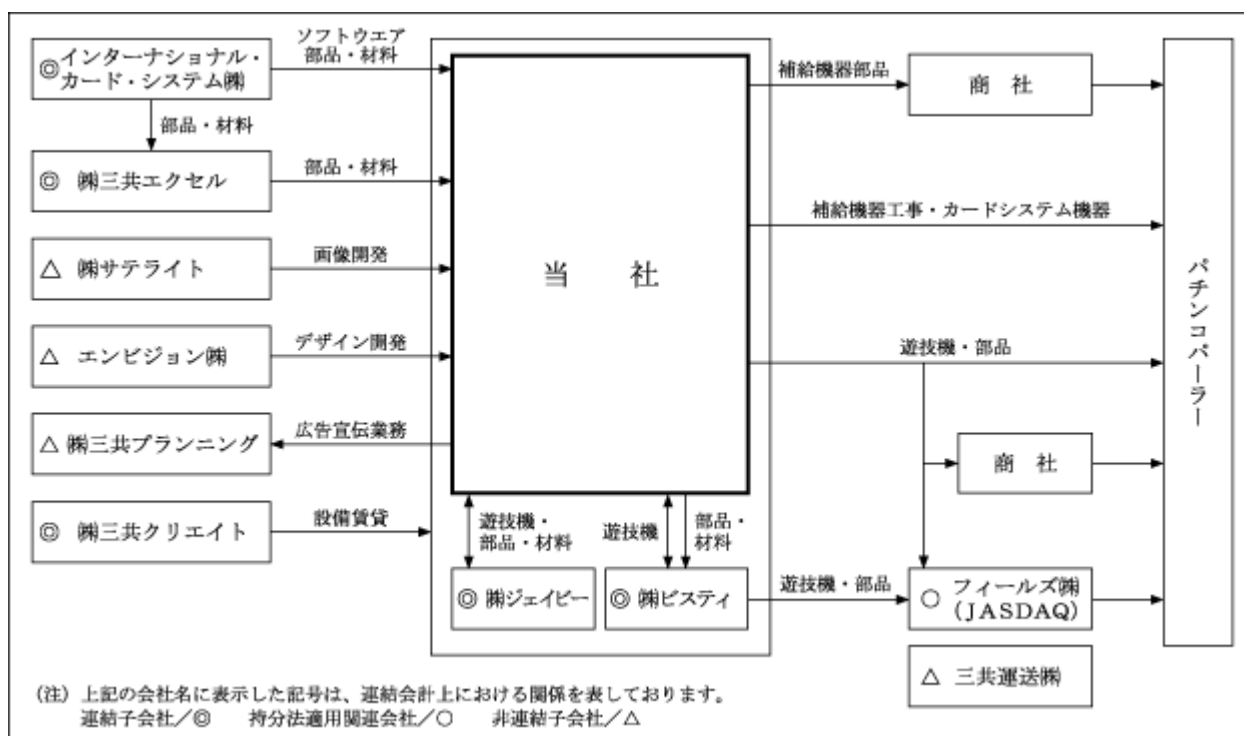 ◎インターナショナル・
カード・システム㈱
ソフトウエア
部品・材料
部品・材料
◎ ㈱三共エクセル
部品・材料
△ ㈱サテライト
画像開発
△ エンビジョン㈱
デザイン開発
△ ㈱三共プランニング
広告宣伝業務
◎ ㈱三共クリエイト
設備賃貸
当 社
遊技機・
部品・材料
遊技機
部品・
材料
◎ ㈱ジェイビー
◎ ㈱ビスティ
補給機器部品
商 社
補給機器工事・カードシステム機器
遊技機・部品
商 社
遊技機・部品
○ フィールズ㈱
(JASDAQ)
△ 三共運送㈱
パチンコパーラー
(注) 上記の会社名に表示した記号は、連結会計上における関係を表しております。
連結子会社/◎ 持分法適用関連会社/○ 非連結子会社/△